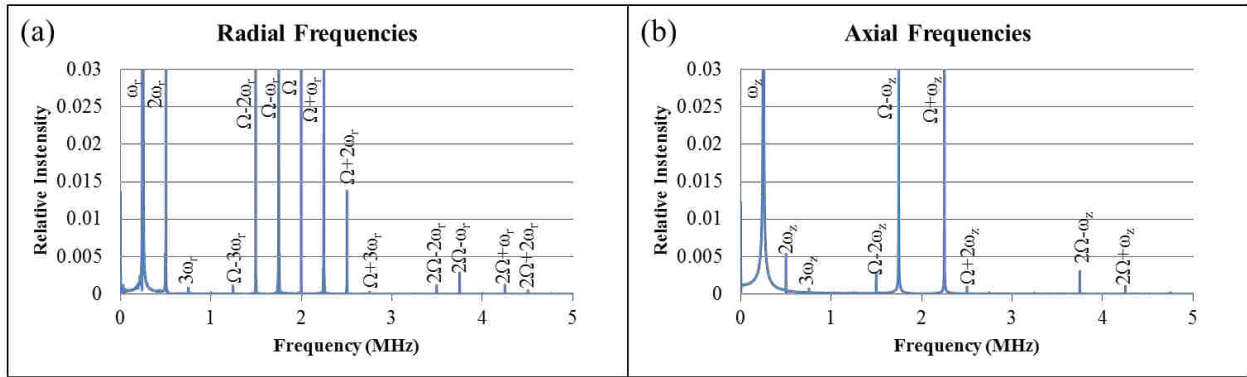 (a)
Radial Frequencies
Relative Instensity
0.03
0.025
0.02
0.015
0.01
0.005
0
ωr
2ωr
3ωr
Ω-3ωr
Ω-2ωr
Ω-ωr
Ω
Ω+ωr
Ω+2ωr
Ω+3ωr
2Ω-2ωr
2Ω-ωr
2Ω+ωr
2Ω+2ωr
0 1 2 3 4 5
Frequency (MHz)
(b)
Axial Frequencies
Relative Instensity
0.03
0.025
0.02
0.015
0.01
0.005
0
ωz
2ωz
3ωz
Ω-2ωz
Ω-ωz
Ω+ωz
Ω+2ωz
2Ω-ωz
2Ω+ωz
0 1 2 3 4 5
Frequency (MHz)